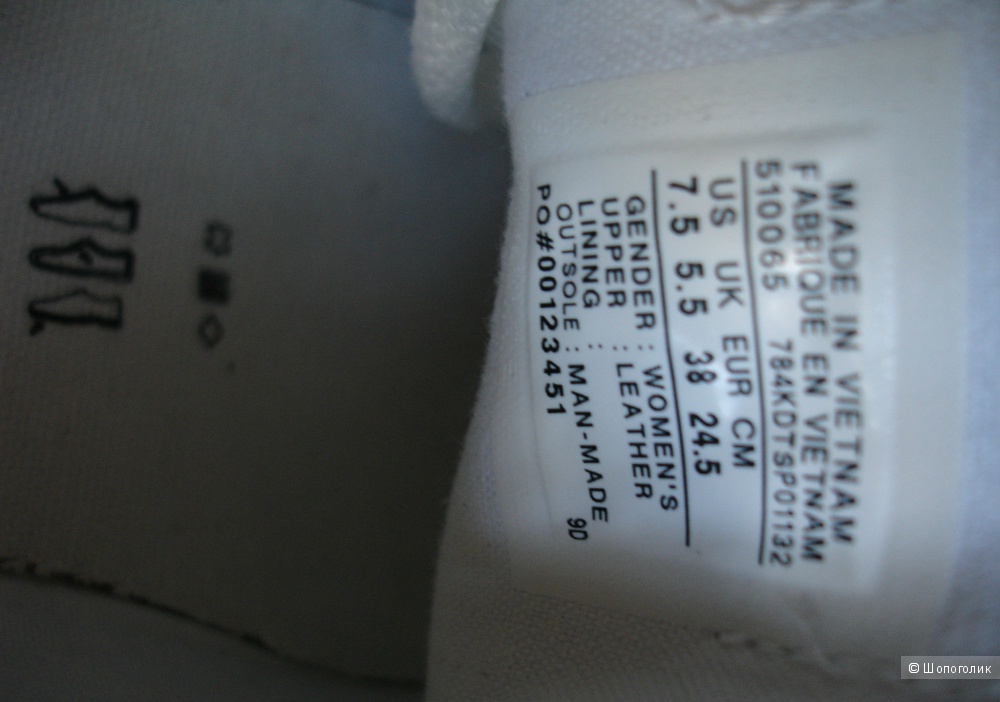 MADE IN VIETNAM
FABRIQUE EN VIETNAM
510065 784KDTSP01132
US UK EUR CM
7.5 5.5 38 24.5
GENDER : WOMEN'S
UPPER : LEATHER
LINING :
OUTSOLE : MAN-MADE
PO#00123451 9D
© Шопоголик